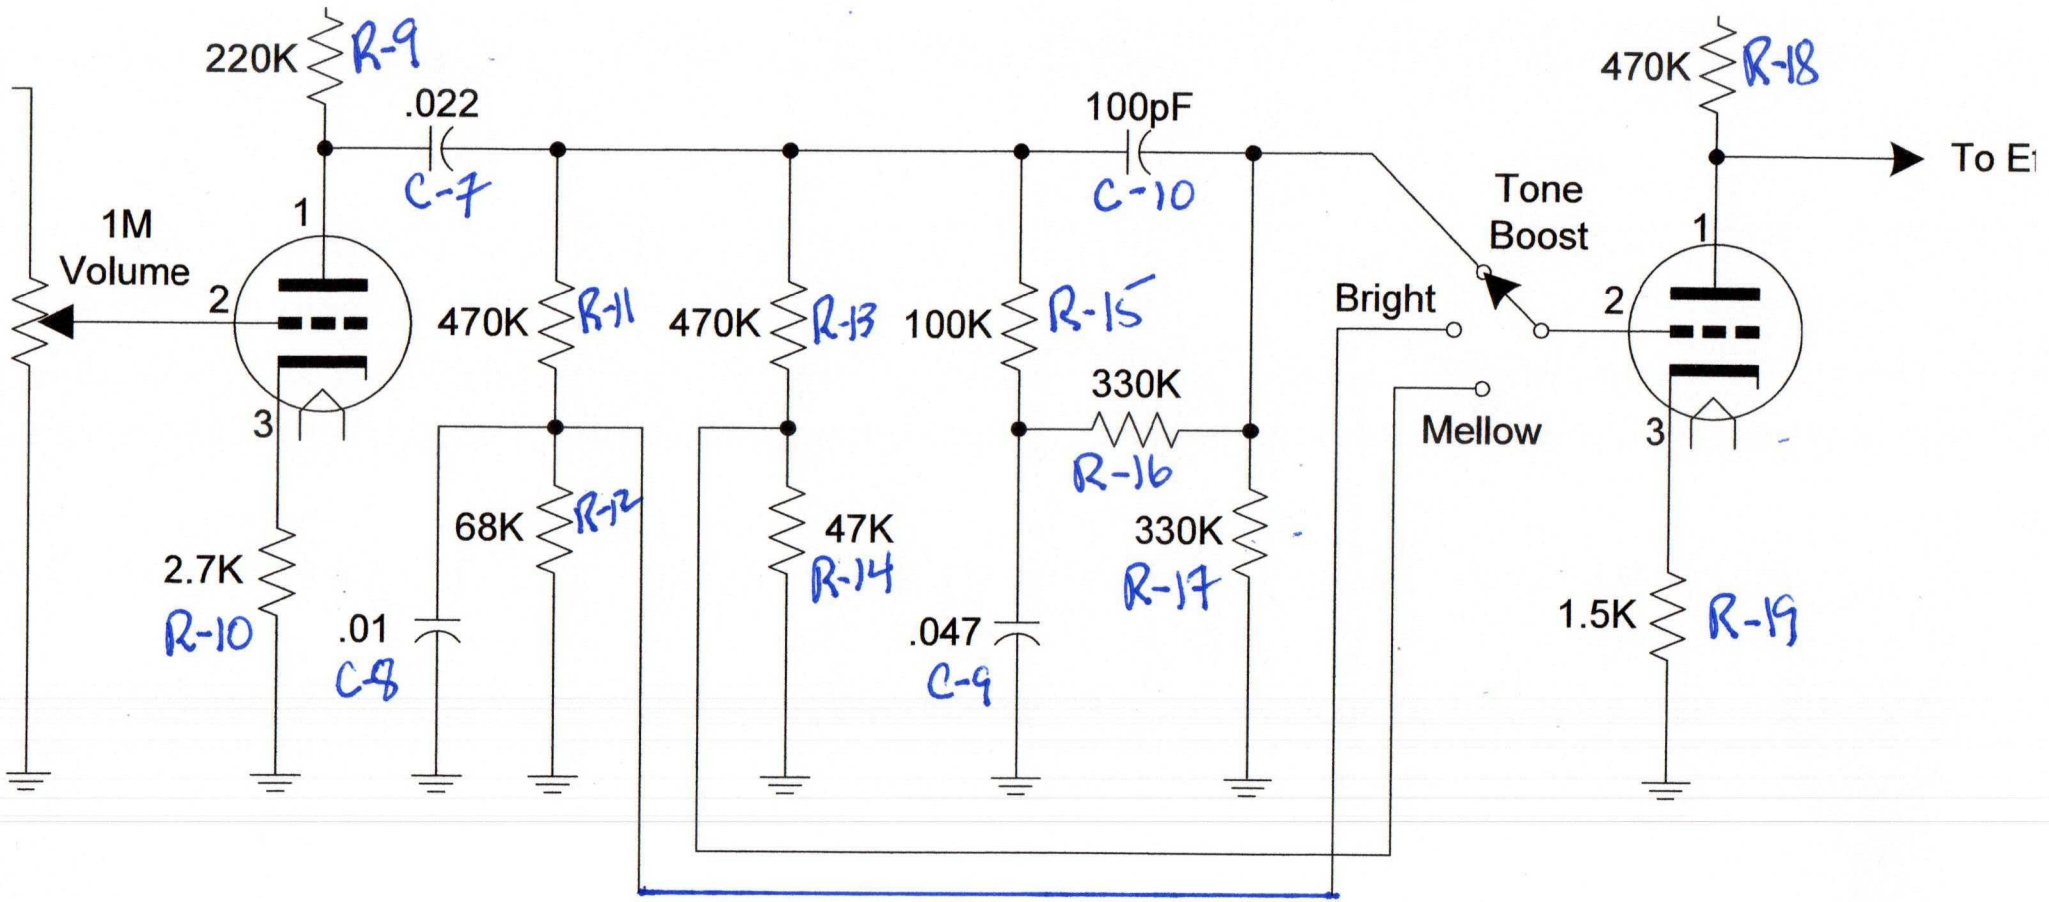 220K R-9
.022
C-7
100pF
C-10
470K R-18
To E
1M
Volume
1
2
3
Tone
Boost
Bright
Mellow
1
2
3
470K R-11
470K R-13
100K R-15
330K
R-16
68K R-12
47K
R-14
330K
R-17
2.7K
R-10
.01
C-8
.047
C-9
1.5K R-19